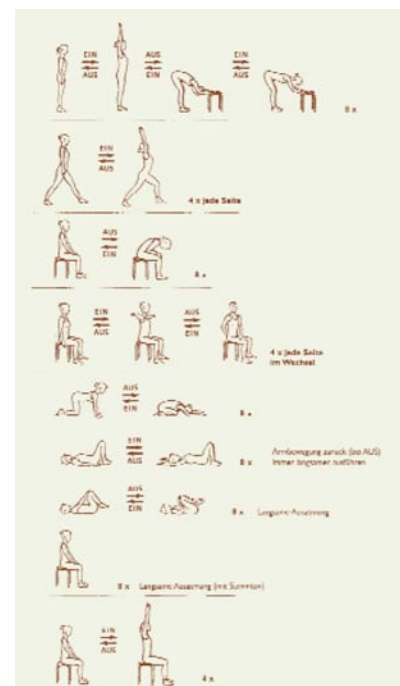 EIN AUS EIN
AUS EIN AUS
8 x
EIN
AUS
4 x Jede Seite
AUS
EIN
8 x
EIN AUS
AUS EIN
4 x Jede Seite
im Wechsel
AUS
EIN
8 x
EIN
AUS
8 x Armbewegung zurück (bei AUS)
immer langsamer ausführen
AUS
EIN
8 x Langsame Ausatmung
8 x Langsame Ausatmung (mit Summton)
EIN
AUS
4 x